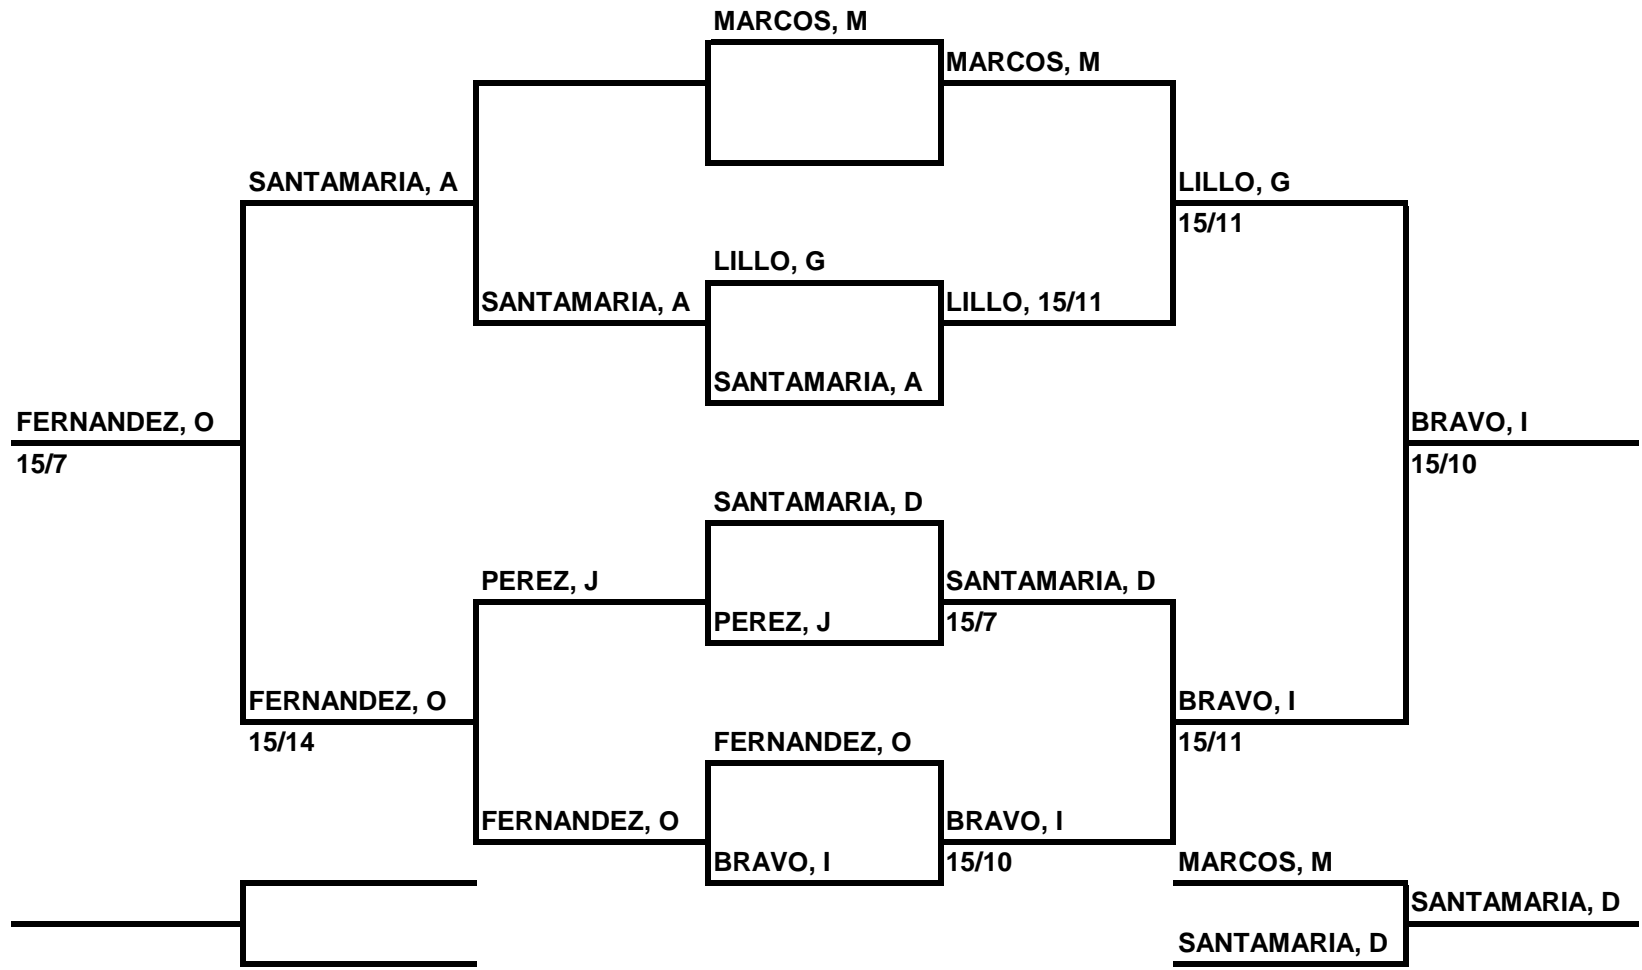 MARCOS, M
MARCOS, M
SANTAMARIA, A
LILLO, G
15/11
LILLO, G
SANTAMARIA, A
LILLO, 15/11
SANTAMARIA, A
FERNANDEZ, O
BRAVO, I
15/7
15/10
SANTAMARIA, D
PEREZ, J
SANTAMARIA, D
PEREZ, J
15/7
FERNANDEZ, O
BRAVO, I
15/14
FERNANDEZ, O
15/11
FERNANDEZ, O
BRAVO, I
BRAVO, I
15/10
MARCOS, M
SANTAMARIA, D
SANTAMARIA, D